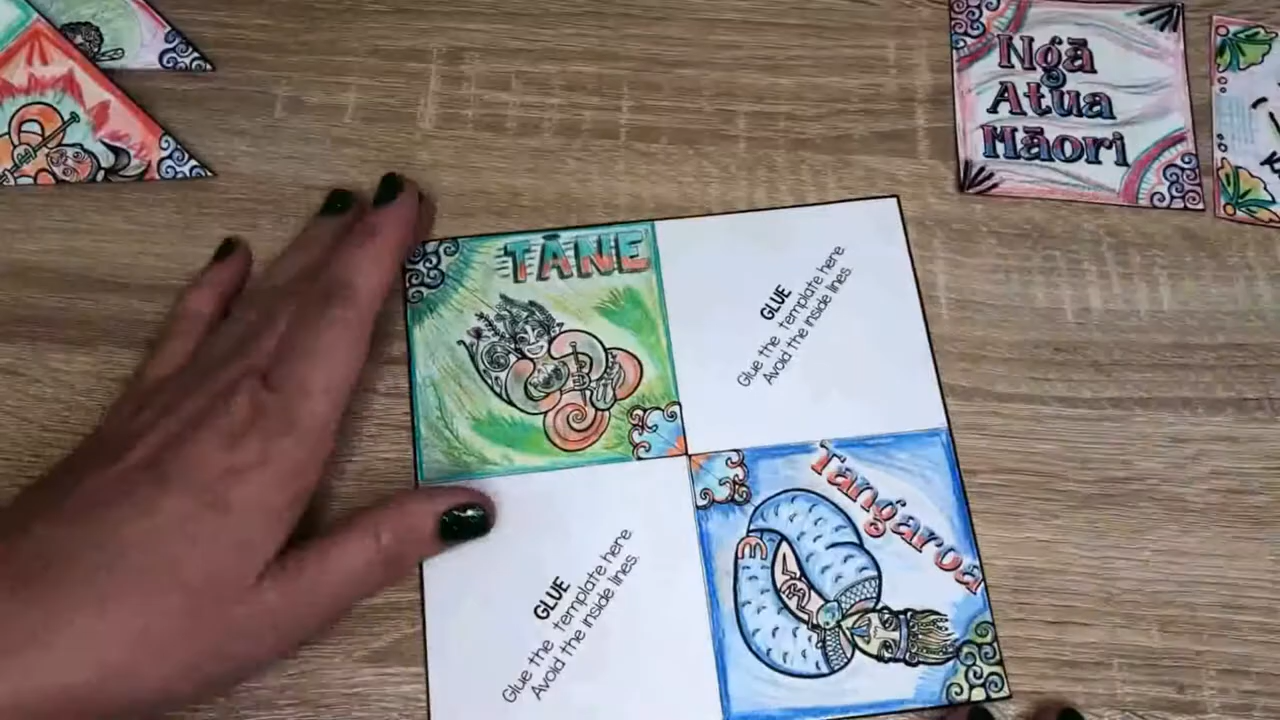 Ngā
Atua
Māori
TĀNE
GLUE
Glue the template here
Avoid the inside lines.
Tangaroa
GLUE
Glue the template here
Avoid the inside lines.